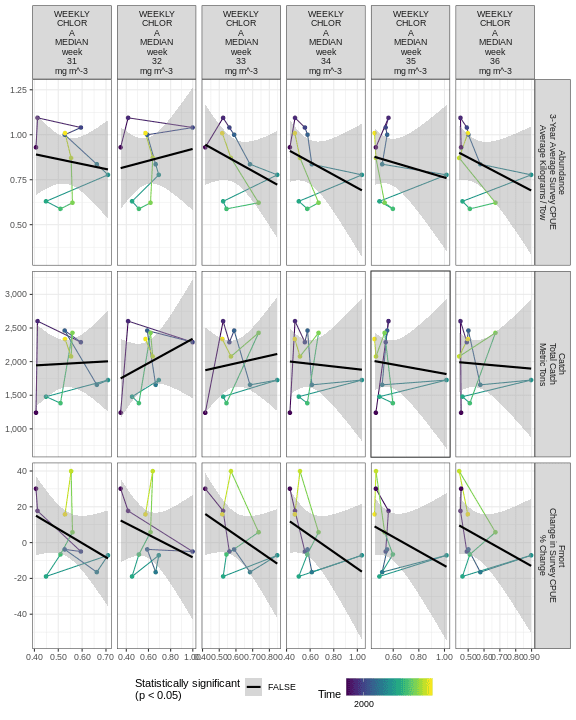 WEEKLY
CHLOR
A
MEDIAN
week
31
mg m^-3
WEEKLY
CHLOR
A
MEDIAN
week
32
mg m^-3
WEEKLY
CHLOR
A
MEDIAN
week
33
mg m^-3
WEEKLY
CHLOR
A
MEDIAN
week
34
mg m^-3
WEEKLY
CHLOR
A
MEDIAN
week
35
mg m^-3
WEEKLY
CHLOR
A
MEDIAN
week
36
mg m^-3
1.25
1.00
0.75
0.50
Abundance
3-Year Average Survey CPUE
Average Kilograms / Tow
3,000
2,500
2,000
1,500
1,000
Catch
Total Catch
Metric Tons
40
20
0
-20
-40
Fmort
Change in Survey CPUE
% Change
0.40 0.50 0.60 0.70
0.40 0.60 0.80 1.00
0.400.500.600.700.80
0.40 0.60 0.80 1.00
0.60 0.80 1.00
0.500.600.700.800.90
Statistically significant
(p < 0.05)
FALSE
Time
2000